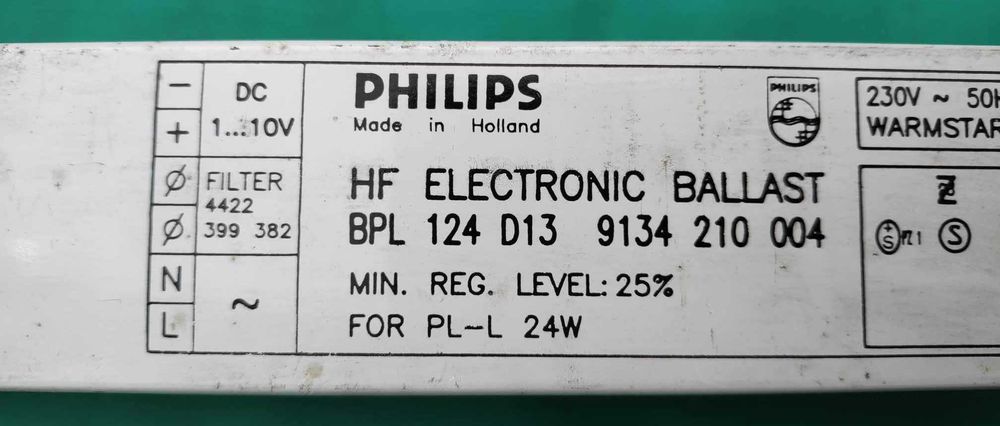 −
+
DC
1...10V
Ø
Ø
FILTER
4422
399 382
N
L
~
PHILIPS
Made in Holland
PHILIPS
HF ELECTRONIC BALLAST
BPL 124 D13 9134 210 004
MIN. REG. LEVEL: 25%
FOR PL-L 24W
230V ~ 50H
WARMSTAR
S
S